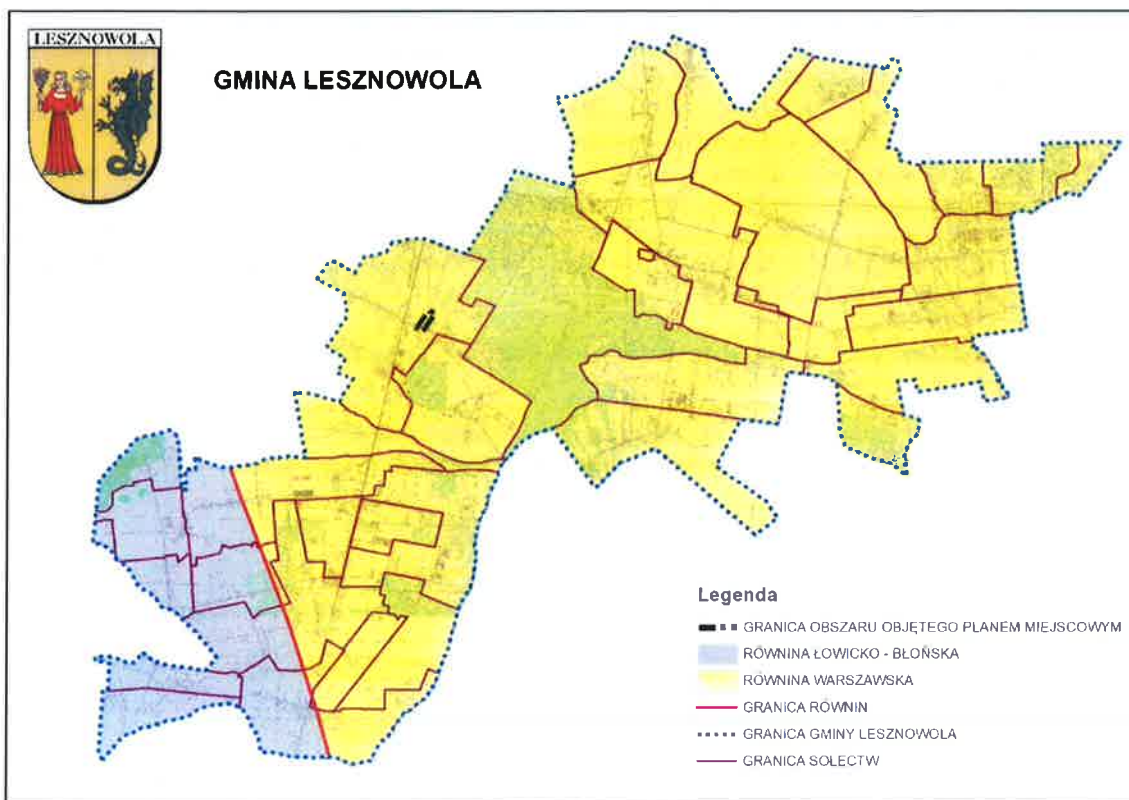 LESZNOWOLA
GMINA LESZNOWOLA
Legenda
GRANICA OBSZARU OBJĘTEGO PLANEM MIEJSCOWYM
RÓWNINA ŁOWICKO - BŁOŃSKA
RÓWNINA WARSZAWSKA
GRANICA RÓWNIN
GRANICA GMINY LESZNOWOLA
GRANICA SOŁECTW